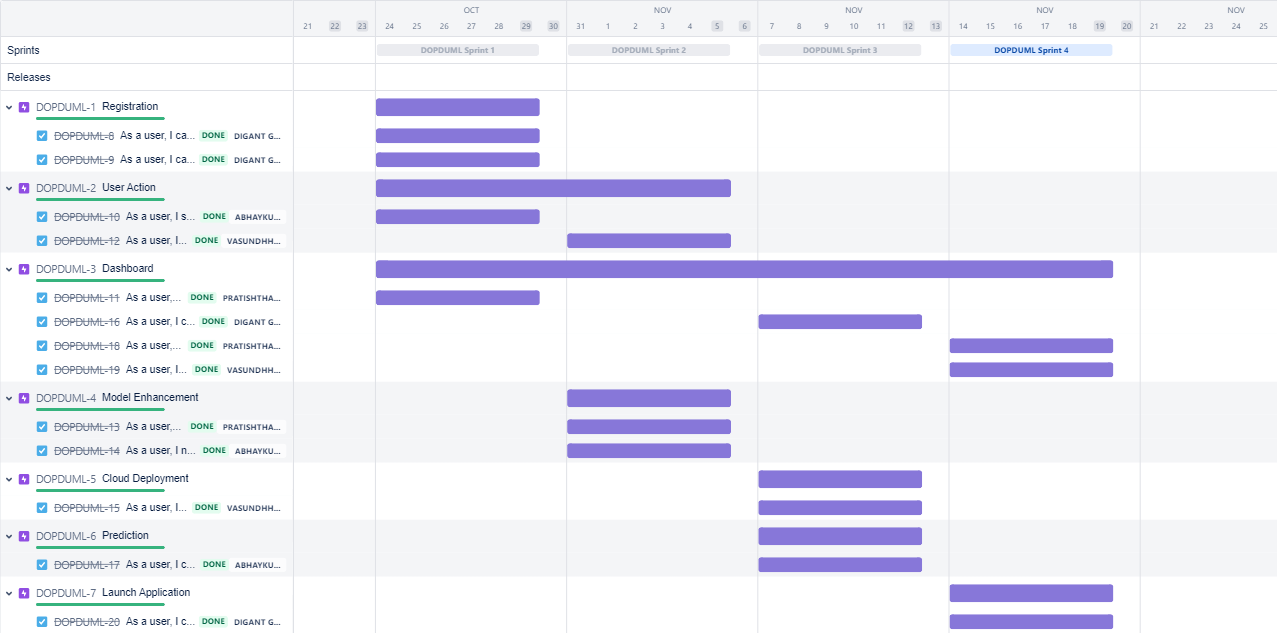 OCT NOV NOV NOV NOV
21 22 23 24 25 26 27 28 29 30 31 1 2 3 4 5 6 7 8 9 10 11 12 13 14 15 16 17 18 19 20 21 22 23 24 25
Sprints DOPDUML Sprint 1 DOPDUML Sprint 2 DOPDUML Sprint 3 DOPDUML Sprint 4
Releases
DOPDUML-1 Registration
DOPDUML-8 As a user, I ca... DONE DIGANT G...
DOPDUML-9 As a user, I ca... DONE DIGANT G...
DOPDUML-2 User Action
DOPDUML-10 As a user, I s... DONE ABHAYKU...
DOPDUML-12 As a user, I... DONE VASUNDHH...
DOPDUML-3 Dashboard
DOPDUML-11 As a user,... DONE PRATISHTHA...
DOPDUML-16 As a user, I c... DONE DIGANT G...
DOPDUML-18 As a user,... DONE PRATISHTHA...
DOPDUML-19 As a user, I... DONE VASUNDHH...
DOPDUML-4 Model Enhancement
DOPDUML-13 As a user,... DONE PRATISHTHA...
DOPDUML-14 As a user, I n... DONE ABHAYKU...
DOPDUML-5 Cloud Deployment
DOPDUML-15 As a user, I... DONE VASUNDHH...
DOPDUML-6 Prediction
DOPDUML-17 As a user, I c... DONE ABHAYKU...
DOPDUML-7 Launch Application
DOPDUML-20 As a user, I c... DONE DIGANT G...